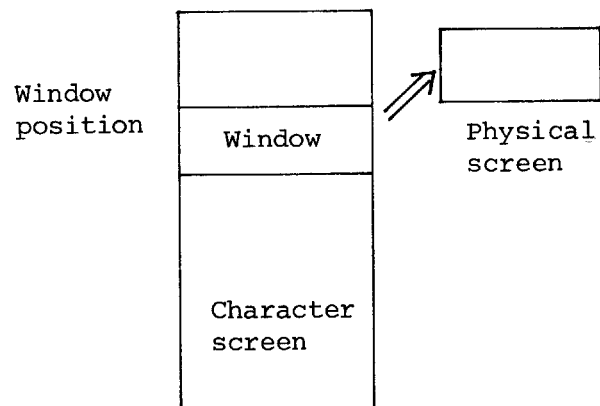 Window
position
Window
Physical
screen
Character
screen